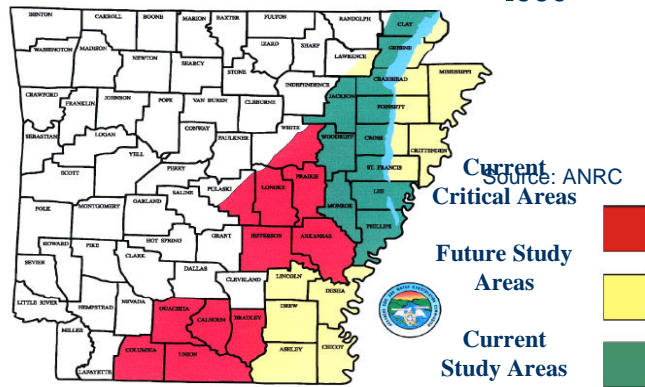 BENTON
CARROLL
BOONE
MARION
BAXTER
FULTON
RANDOLPH
CLAY
WASHINGTON
MADISON
NEWTON
SEARCY
STONE
IZARD
SHARP
LAWRENCE
GREENE
INDEPENDENCE
CRAIGHEAD
MISSISSIPPI
CRAWFORD
FRANKLIN
JOHNSON
POPE
VAN BUREN
CLEBURNE
JACKSON
POINSETT
SEBASTIAN
LOGAN
CONWAY
FAULKNER
WHITE
WOODRUFF
CROSS
CRITTENDEN
SCOTT
YELL
PERRY
PULASKI
LONOKE
PRAIRIE
ST. FRANCIS
LEE
MONROE
PHILLIPS
POLK
MONTGOMERY
GARLAND
SALINE
HOT SPRING
GRANT
JEFFERSON
ARKANSAS
HOWARD
PIKE
CLARK
DALLAS
CLEVELAND
LINCOLN
DESHA
SEVIER
LITTLE RIVER
HEMPSTEAD
NEVADA
OUACHITA
CALHOUN
BRADLEY
DREW
MILLER
LAFAYETTE
COLUMBIA
UNION
ASHLEY
CHICOT
Source: ANRC
Current
Critical Areas
Future Study
Areas
Current
Study Areas